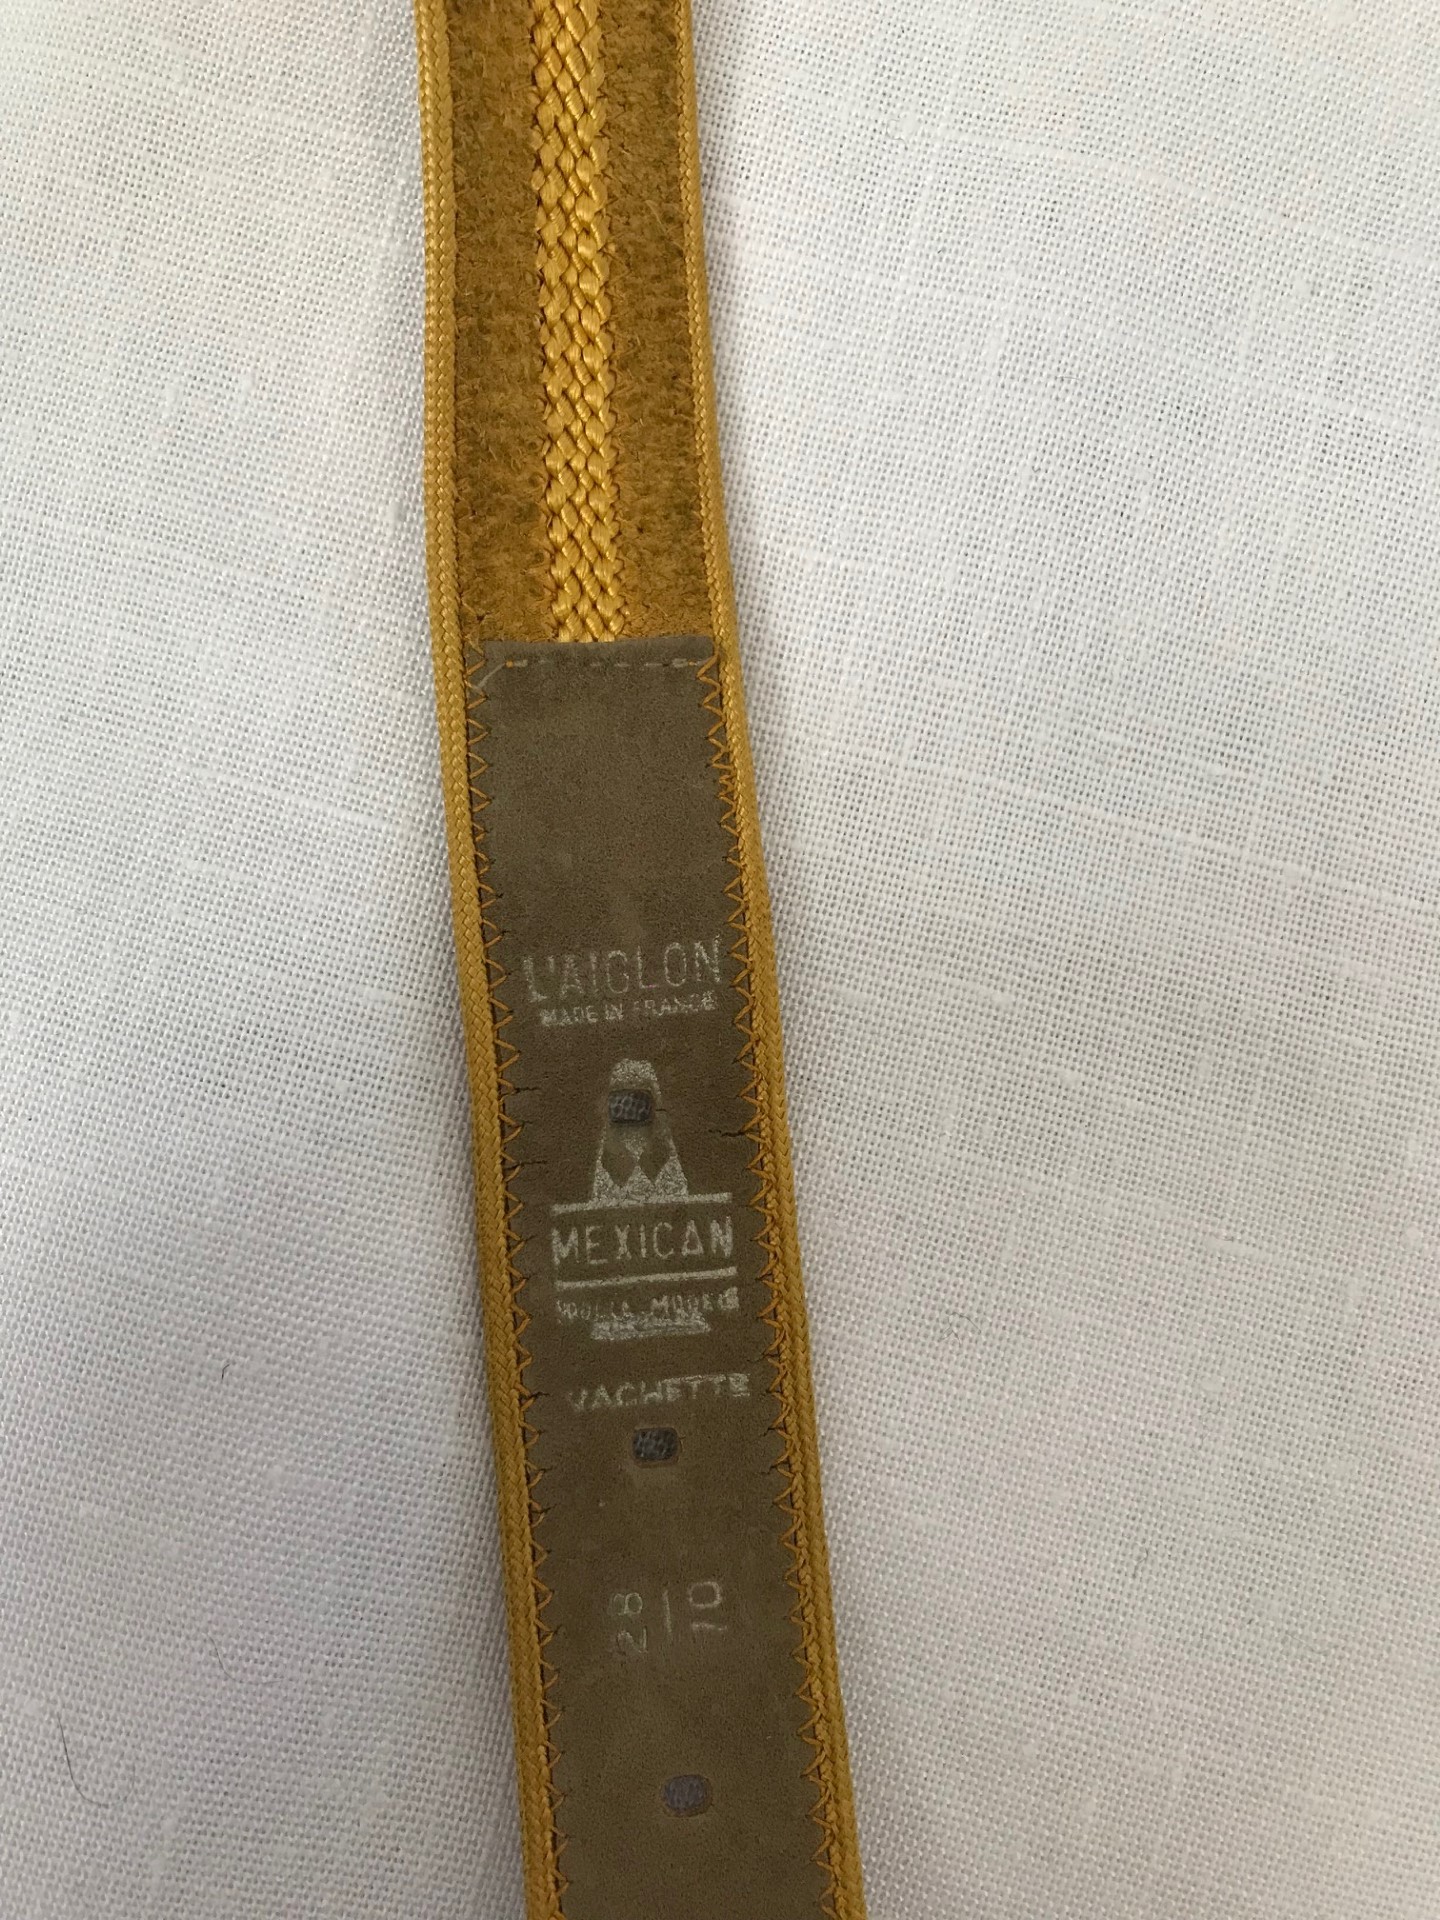 L'AIGLON
MADE IN FRANCE
MEXICAN
VACHETTE
28
70